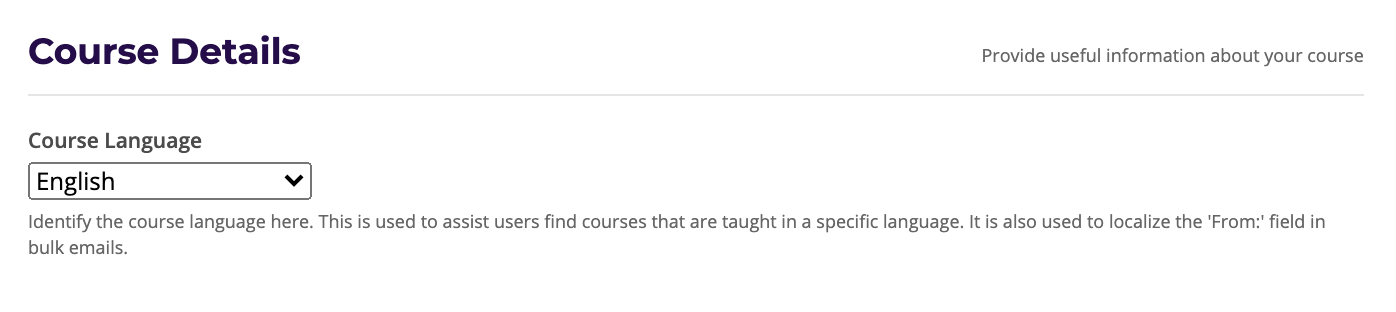 Course Details
Provide useful information about your course
Course Language
English
Identify the course language here. This is used to assist users find courses that are taught in a specific language. It is also used to localize the 'From:' field in
bulk emails.